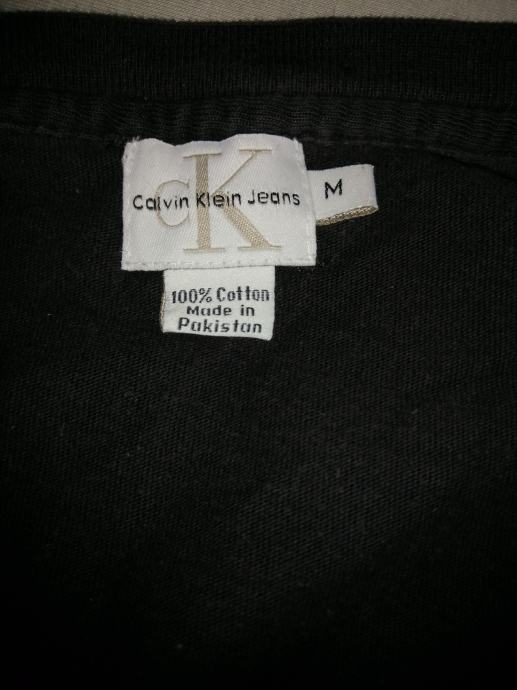 cK
Calvin Klein Jeans
M
100% Cotton
Made in
Pakistan